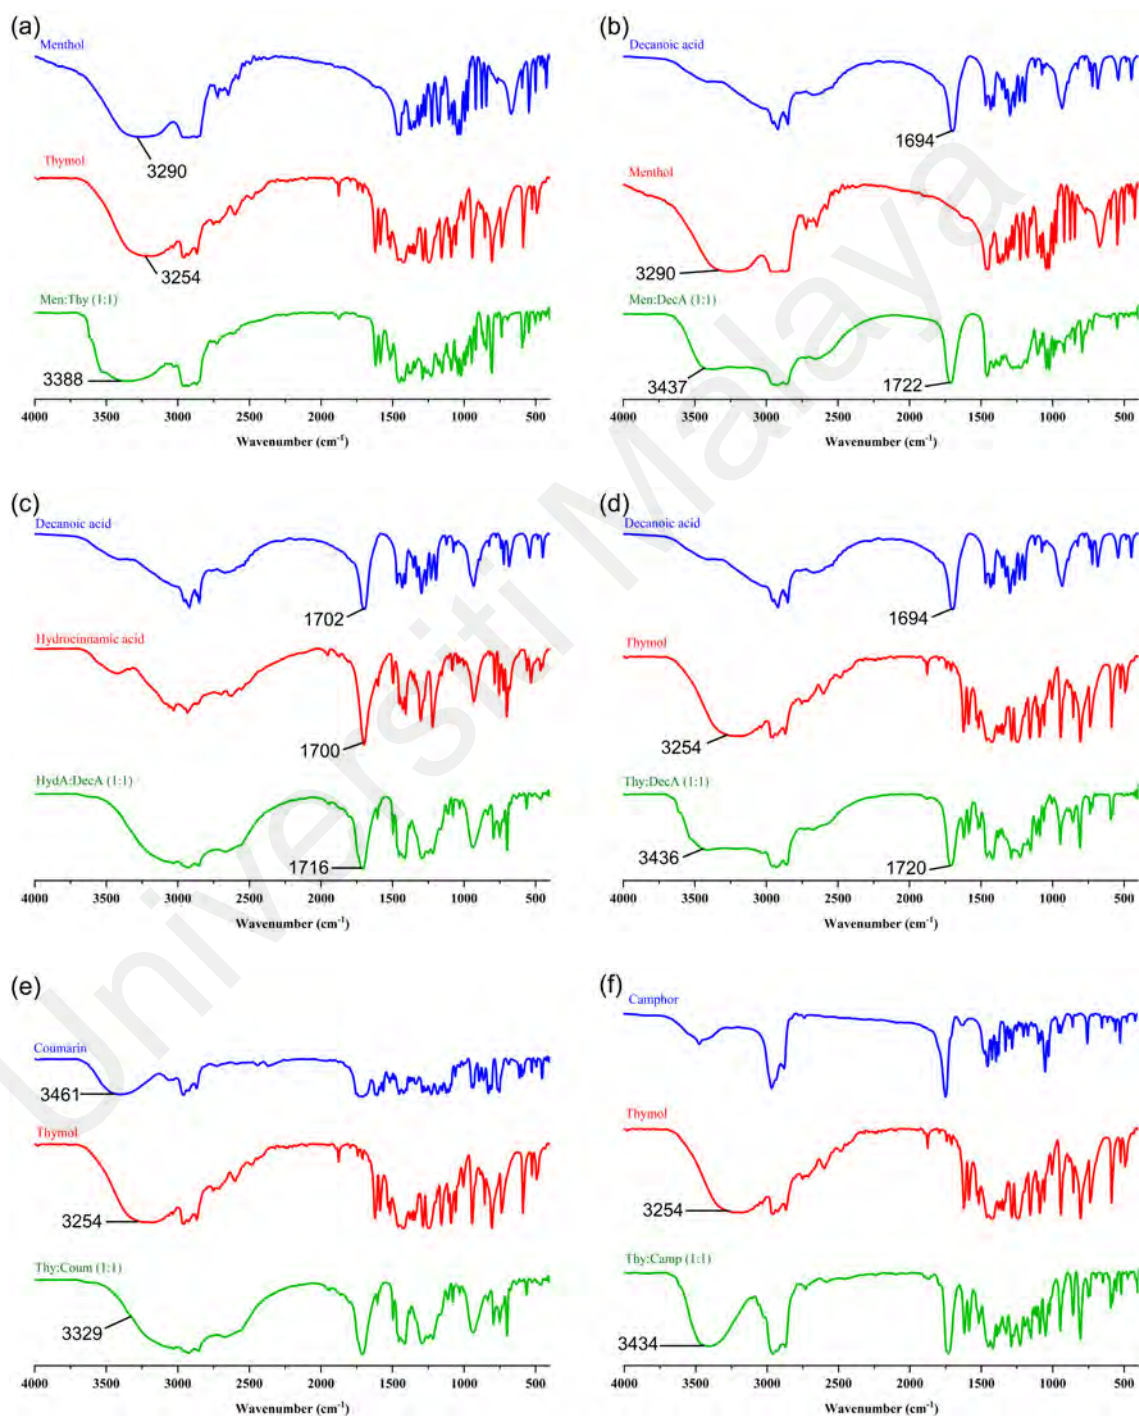 (a)
Menthol
3290
Thymol
3254
Men:Thy (1:1)
3388
4000 3500 3000 2500 2000 1500 1000 500
Wavenumber (cm⁻¹)
(b)
Decanoic acid
1694
Menthol
3290
Men:DecA (1:1)
3437
1722
4000 3500 3000 2500 2000 1500 1000 500
Wavenumber (cm⁻¹)
(c)
Decanoic acid
1702
Hydrocinnamic acid
1700
HydA:DecA (1:1)
1716
4000 3500 3000 2500 2000 1500 1000 500
Wavenumber (cm⁻¹)
(d)
Decanoic acid
1694
Thymol
3254
Thy:DecA (1:1)
3436
1720
4000 3500 3000 2500 2000 1500 1000 500
Wavenumber (cm⁻¹)
(e)
Coumarin
3461
Thymol
3254
Thy:Coum (1:1)
3329
4000 3500 3000 2500 2000 1500 1000 500
Wavenumber (cm⁻¹)
(f)
Camphor
Thymol
3254
Thy:Camp (1:1)
3434
4000 3500 3000 2500 2000 1500 1000 500
Wavenumber (cm⁻¹)
Universiti Malaya